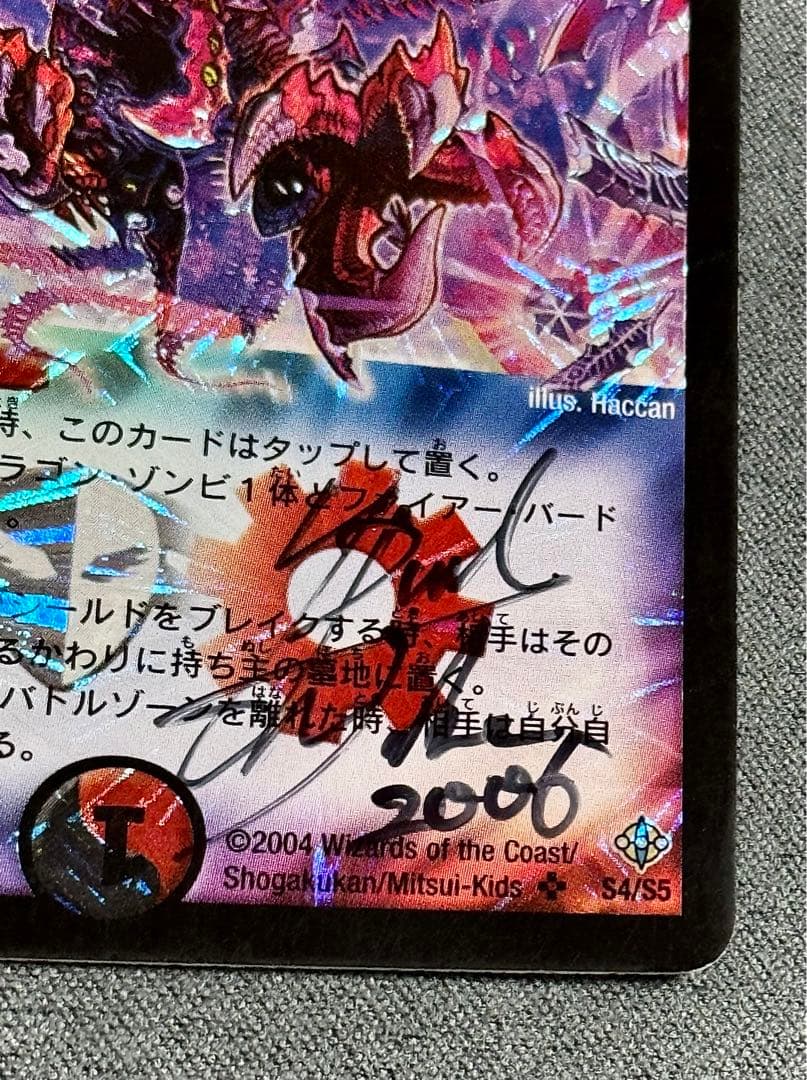 illus. Haccan
時、このカードはタップして置く。
ラゴン・ゾンビ1体とファイアー・バード
。
シールドをブレイクする時、相手はその
るかわりに持ち主の墓地に置く。
バトルゾーンを離れた時、相手は自分自
る。
2006
©2004 Wizards of the Coast/
Shogakukan/Mitsui-Kids
S4/S5